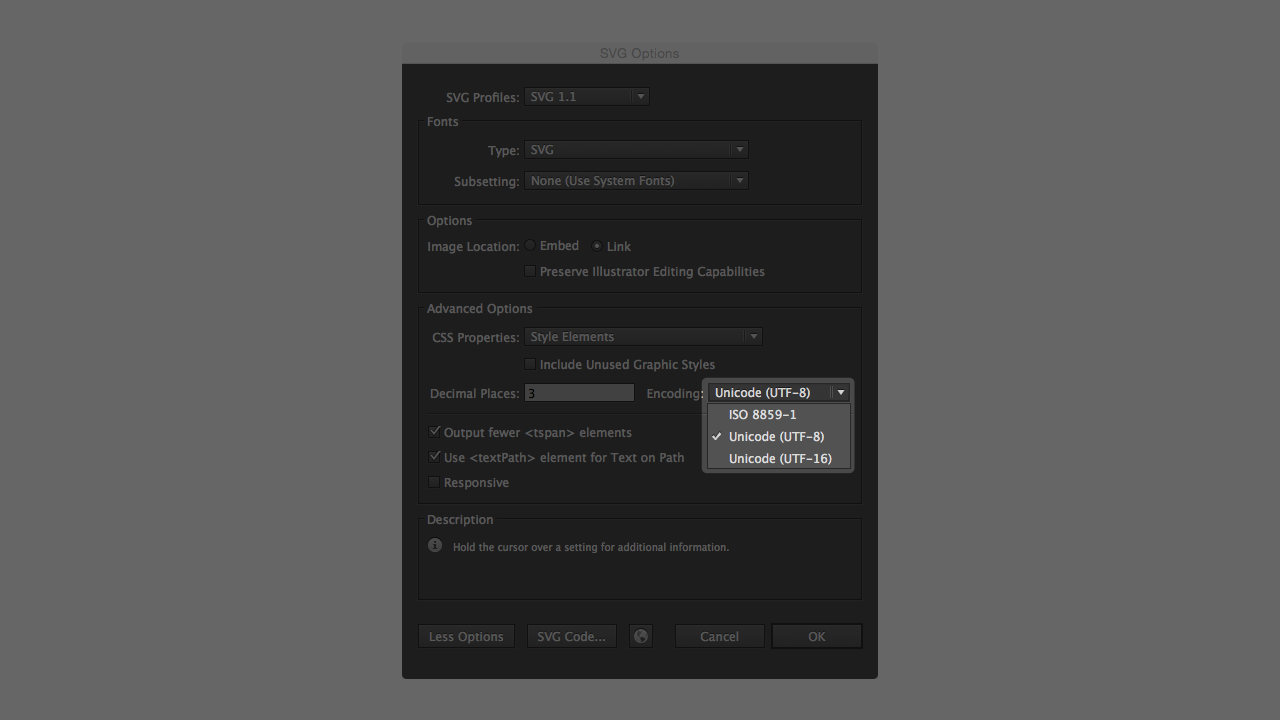 SVG Options
SVG Profiles: SVG 1.1
Fonts
Type: SVG
Subsetting: None (Use System Fonts)
Options
Image Location: Embed Link
Preserve Illustrator Editing Capabilities
Advanced Options
CSS Properties: Style Elements
Include Unused Graphic Styles
Decimal Places: 3 Encoding: Unicode (UTF-8)
ISO 8859-1
Unicode (UTF-8)
Unicode (UTF-16)
Output fewer <tspan> elements
Use <textPath> element for Text on Path
Responsive
Description
Hold the cursor over a setting for additional information.
Less Options SVG Code... Cancel OK